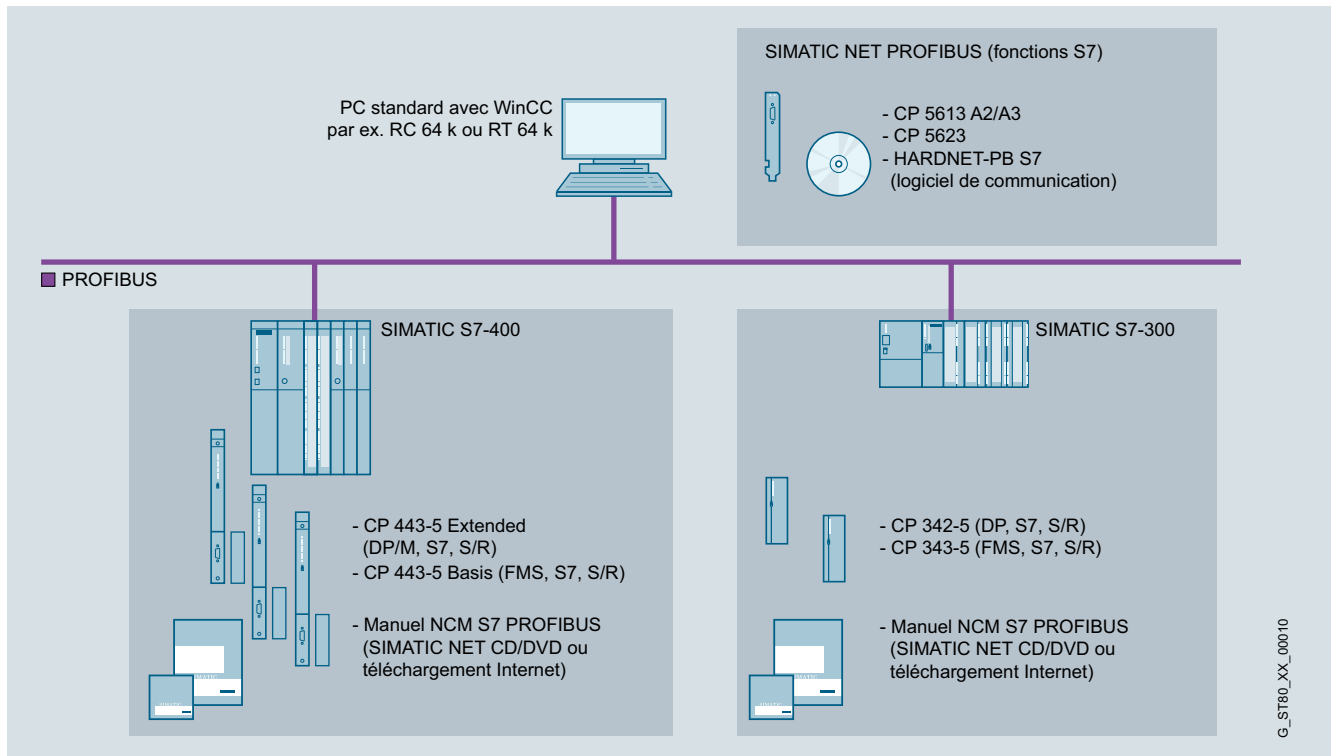 SIMATIC NET PROFIBUS (fonctions S7)
- CP 5613 A2/A3
- CP 5623
- HARDNET-PB S7
(logiciel de communication)
PC standard avec WinCC
par ex. RC 64 k ou RT 64 k
PROFIBUS
SIMATIC S7-400
- CP 443-5 Extended
(DP/M, S7, S/R)
- CP 443-5 Basis (FMS, S7, S/R)
- Manuel NCM S7 PROFIBUS
(SIMATIC NET CD/DVD ou
téléchargement Internet)
SIMATIC
SIMATIC
SIMATIC S7-300
- CP 342-5 (DP, S7, S/R)
- CP 343-5 (FMS, S7, S/R)
- Manuel NCM S7 PROFIBUS
(SIMATIC NET CD/DVD ou
téléchargement Internet)
SIMATIC
SIMATIC
G_ST80_XX_00010